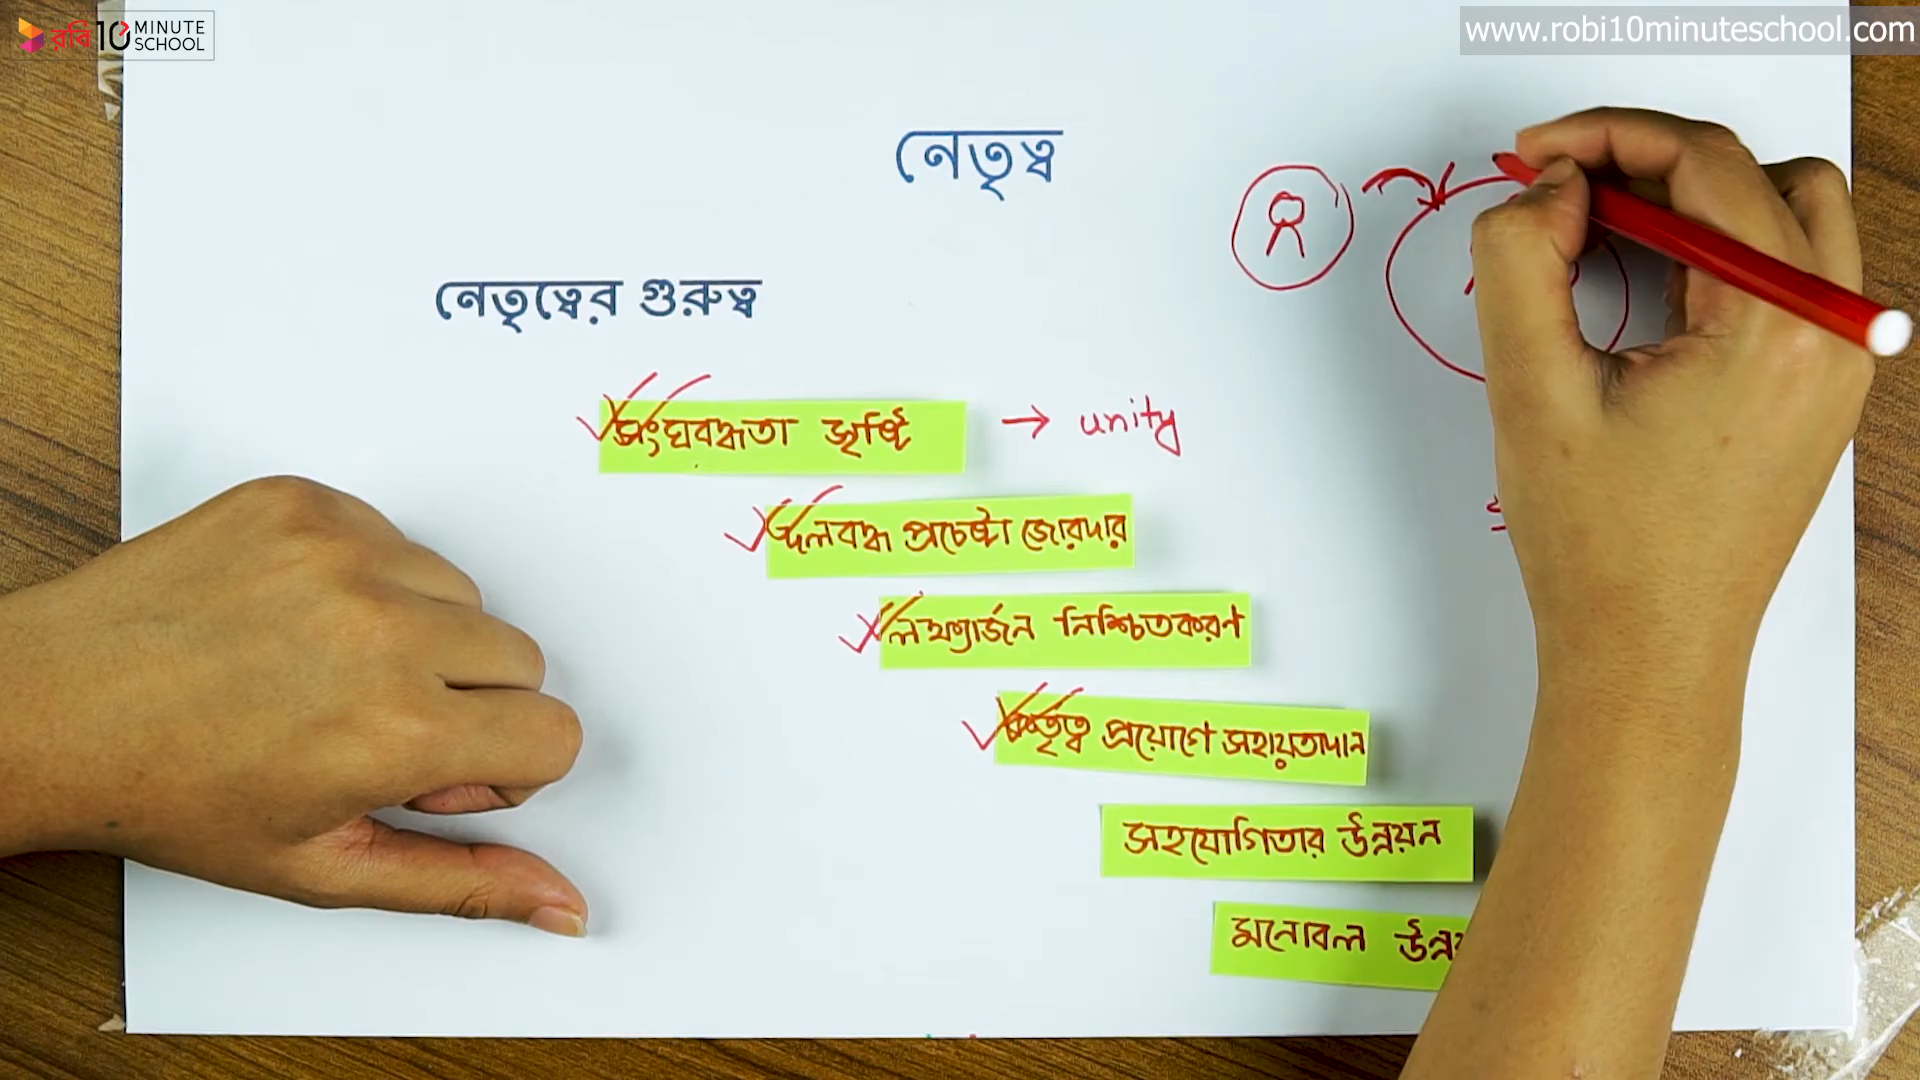 রবি 10 MINUTE SCHOOL
www.robi10minuteschool.com
নেতৃত্ব
নেতৃত্বের গুরুত্ব
সংঘবদ্ধতা সৃষ্টি → unity
দলবদ্ধ প্রচেষ্টা জোরদার
লক্ষ্যার্জন নিশ্চিতকরণ
কর্তৃত্ব প্রয়োগে সহায়তাদান
সহযোগিতার উন্নয়ন
মনোবল